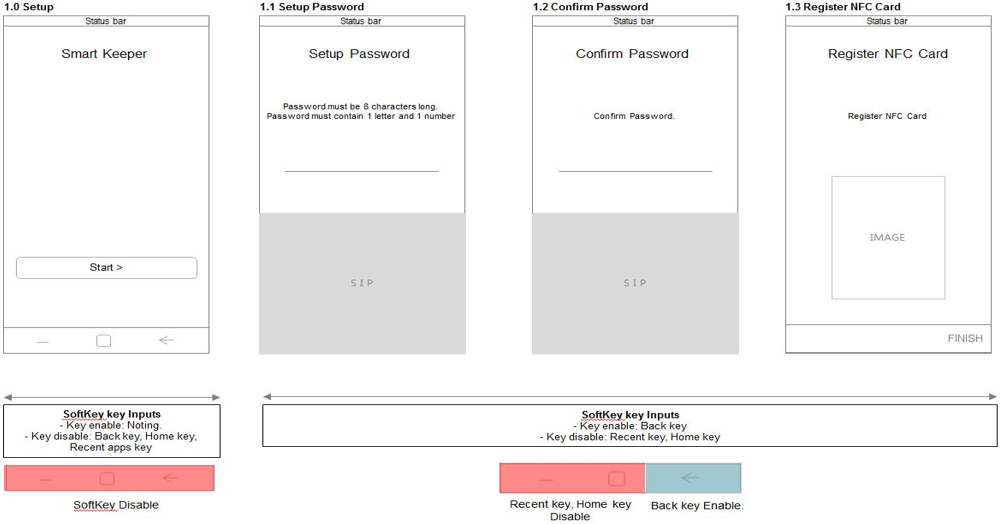 1.0 Setup
Status bar
Smart Keeper
Start >
1.1 Setup Password
Status bar
Setup Password
Password must be 8 characters long.
Password must contain 1 letter and 1 number
SIP
1.2 Confirm Password
Status bar
Confirm Password
Confirm Password.
SIP
1.3 Register NFC Card
Status bar
Register NFC Card
Register NFC Card
IMAGE
FINISH
SoftKey key Inputs
- Key enable: Noting.
- Key disable: Back key, Home key,
Recent apps key
SoftKey Disable
SoftKey key Inputs
- Key enable: Back key
- Key disable: Recent key, Home key
Recent key, Home key
Disable
Back key Enable.